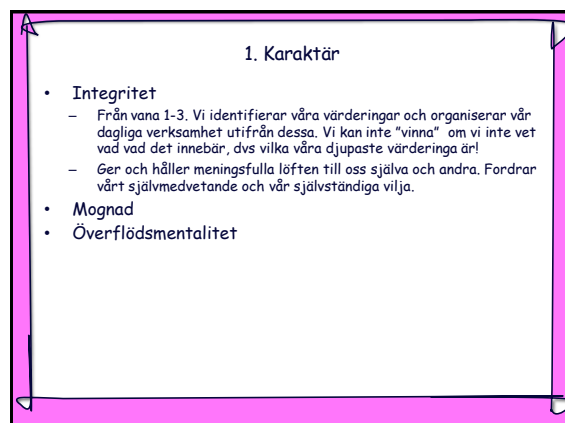 1. Karaktär
• Integritet
– Från vana 1-3. Vi identifierar våra värderingar och organiserar vår
dagliga verksamhet utifrån dessa. Vi kan inte ”vinna” om vi inte vet
vad vad det innebär, dvs vilka våra djupaste värderinga är!
– Ger och håller meningsfulla löften till oss själva och andra. Fordrar
vårt självmedvetande och vår självständiga vilja.
• Mognad
• Överflödsmentalitet